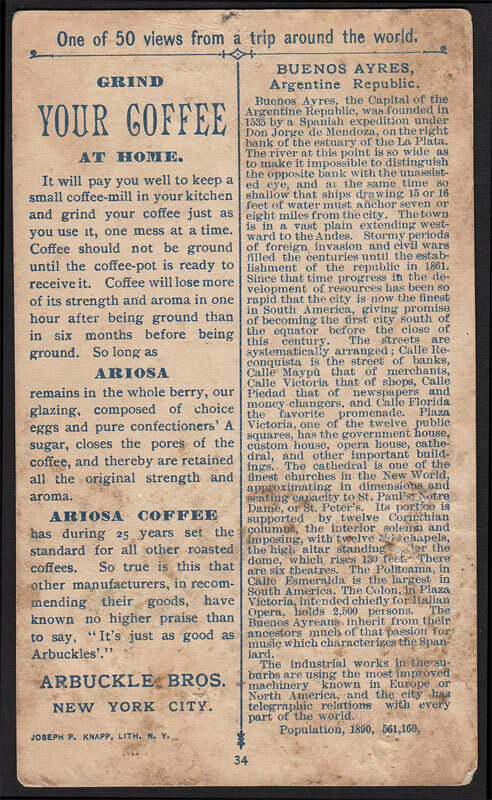 One of 50 views from a trip around the world.
GRIND
YOUR COFFEE
AT HOME.
It will pay you well to keep a
small coffee-mill in your kitchen
and grind your coffee just as
you use it, one mess at a time.
Coffee should not be ground
until the coffee-pot is ready to
receive it. Coffee will lose more
of its strength and aroma in one
hour after being ground than
in six months before being
ground. So long as
ARIOSA
remains in the whole berry, our
glazing, composed of choice
eggs and pure confectioners' A
sugar, closes the pores of the
coffee, and thereby are retained
all the original strength and
aroma.
ARIOSA COFFEE
has during 25 years set the
standard for all other roasted
coffees. So true is this that
other manufacturers, in recom-
mending their goods, have
known no higher praise than
to say, "It's just as good as
Arbuckles'."
ARBUCKLE BROS.
NEW YORK CITY.
JOSEPH P. KNAPP, LITH. N. Y.
BUENOS AYRES,
Argentine Republic.
Buenos Ayres, the Capital of the
Argentine Republic, was founded in
1535 by a Spanish expedition under
Don Jorge de Mendoza, on the right
bank of the estuary of the La Plata.
The river at this point is so wide as
to make it impossible to distinguish
the opposite bank with the unassist-
ed eye, and at the same time so
shallow that ships drawing 15 or 16
feet of water must anchor seven or
eight miles from the city. The town
is in a vast plain extending west-
ward to the Andes. Stormy periods
of foreign invasion and civil wars
filled the centuries until the estab-
lishment of the republic in 1861.
Since that time progress in the de-
velopment of resources has been so
rapid that the city is now the finest
in South America, giving promise
of becoming the first city south of
the equator before the close of
this century. The streets are
systematically arranged; Calle Re-
conquista is the street of banks,
Calle Maypù that of merchants,
Calle Victoria that of shops, Calle
Piedad that of newspapers and
money-changers, and Calle Florida
the favorite promenade. Plaza
Victoria, one of the twelve public
squares, has the government house,
custom house, opera house, cathe-
dral, and other important build-
ings. The cathedral is one of the
finest churches in the New World,
approximating in dimensions and
seating capacity to St. Paul's, Notre
Dame, or St. Peter's. Its portico is
supported by twelve Corinthian
columns, the interior solemn and
imposing, with twelve chapels,
the high altar standing under the
dome, which rises 130 feet. There
are six theatres. The Politeana, in
Calle Esmeralda is the largest in
South America. The Colon, in Plaza
Victoria, intended chiefly for Italian
Opera, holds 2,500 persons. The
Buenos Ayreans inherit from their
ancestors much of that passion for
music which characterizes the Span-
iard.
The industrial works in the su-
burbs are using the most improved
machinery known in Europe or
North America, and the city has
telegraphic relations with every
part of the world.
Population, 1890, 561,160.
34